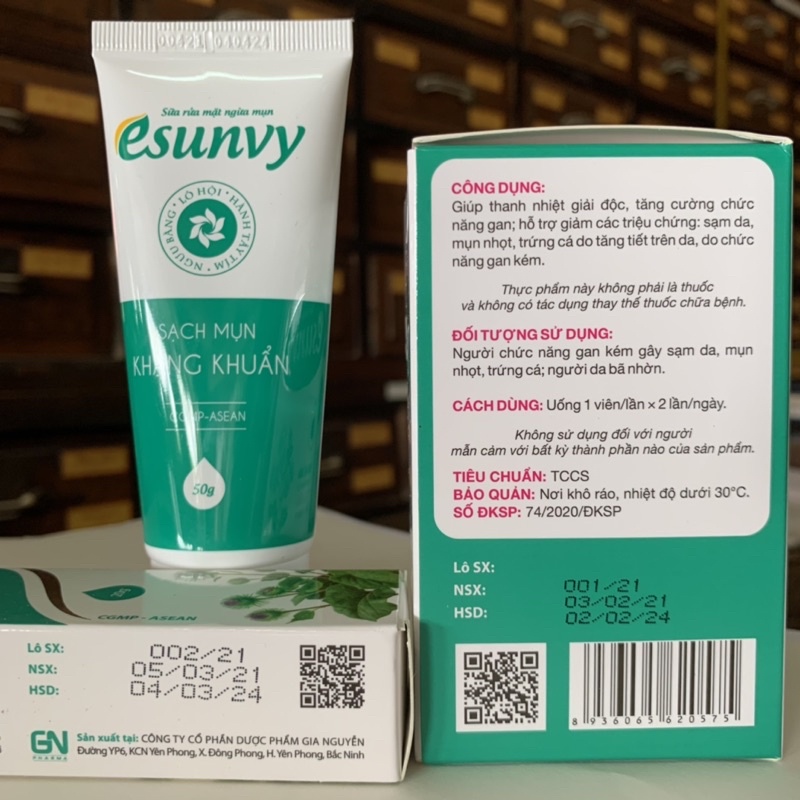 00421 040424
Sữa rửa mặt ngừa mụn
esunvy
LÔ HỘI • HÀNH TÂY TÍM • NGƯU BÀNG •
SẠCH MỤN
KHÁNG KHUẨN
CGMP-ASEAN
50g
CÔNG DỤNG:
Giúp thanh nhiệt giải độc, tăng cường chức
năng gan; hỗ trợ giảm các triệu chứng: sạm da,
mụn nhọt, trứng cá do tăng tiết trên da, do chức
năng gan kém.
Thực phẩm này không phải là thuốc
và không có tác dụng thay thế thuốc chữa bệnh.
ĐỐI TƯỢNG SỬ DỤNG:
Người chức năng gan kém gây sạm da, mụn
nhọt, trứng cá; người da bã nhờn.
CÁCH DÙNG: Uống 1 viên/lần × 2 lần/ngày.
Không sử dụng đối với người
mẫn cảm với bất kỳ thành phần nào của sản phẩm.
TIÊU CHUẨN: TCCS
BẢO QUẢN: Nơi khô ráo, nhiệt độ dưới 30°C.
SỐ ĐKSP: 74/2020/ĐKSP
Lô SX: 001/21
NSX: 03/02/21
HSD: 02/02/24
8936065620575
CGMP - ASEAN
Lô SX: 002/21
NSX: 05/03/21
HSD: 04/03/24
GN
PHARMA
Sản xuất tại: CÔNG TY CỔ PHẦN DƯỢC PHẨM GIA NGUYỄN
Đường YP6, KCN Yên Phong, X. Đông Phong, H. Yên Phong, Bắc Ninh